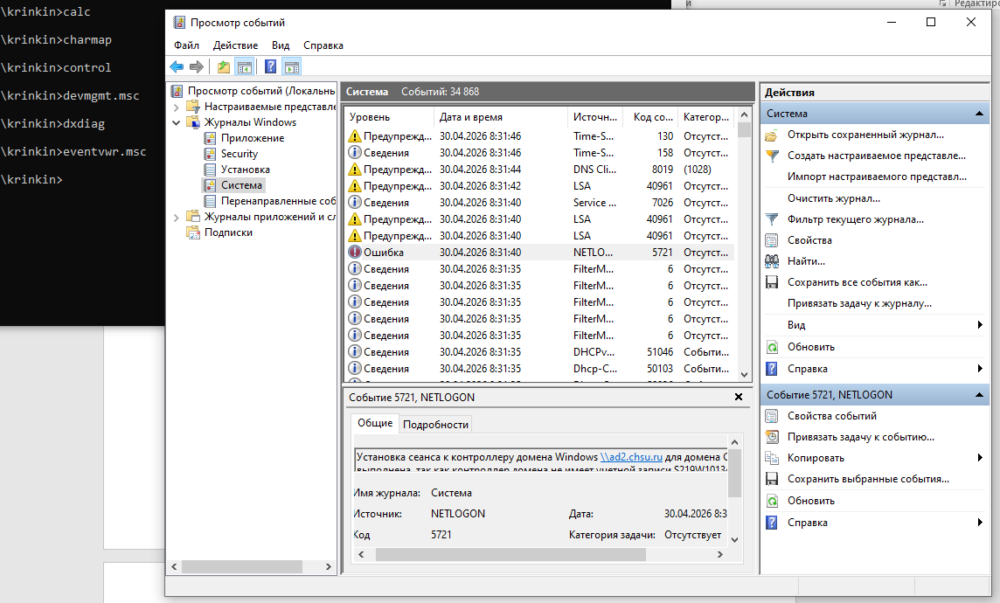 \krinkin>calc
\krinkin>charmap
\krinkin>control
\krinkin>devmgmt.msc
\krinkin>dxdiag
\krinkin>eventvwr.msc
\krinkin>
и
Редактиро
Просмотр событий
Файл Действие Вид Справка
Просмотр событий (Локальнь
Настраиваемые представле
Журналы Windows
Приложение
Security
Установка
Система
Перенаправленные соб
Журналы приложений и сл
Подписки
Система Событий: 34 868
Уровень Дата и время Источн... Код со... Категор...
Предупрежд... 30.04.2026 8:31:46 Time-S... 130 Отсутст...
Сведения 30.04.2026 8:31:46 Time-S... 158 Отсутст...
Предупрежд... 30.04.2026 8:31:44 DNS Cli... 8019 (1028)
Предупрежд... 30.04.2026 8:31:42 LSA 40961 Отсутст...
Сведения 30.04.2026 8:31:40 Service ... 7026 Отсутст...
Предупрежд... 30.04.2026 8:31:40 LSA 40961 Отсутст...
Предупрежд... 30.04.2026 8:31:40 LSA 40961 Отсутст...
Ошибка 30.04.2026 8:31:40 NETLO... 5721 Отсутст...
Сведения 30.04.2026 8:31:35 FilterM... 6 Отсутст...
Сведения 30.04.2026 8:31:35 FilterM... 6 Отсутст...
Сведения 30.04.2026 8:31:35 FilterM... 6 Отсутст...
Сведения 30.04.2026 8:31:35 FilterM... 6 Отсутст...
Сведения 30.04.2026 8:31:35 FilterM... 6 Отсутст...
Сведения 30.04.2026 8:31:35 DHCPv... 51046 Событи...
Сведения 30.04.2026 8:31:35 Dhcp-C... 50103 Событи...
Событие 5721, NETLOGON
Общие Подробности
Установка сеанса к контроллеру домена Windows \\ad2.chsu.ru для домена C
выполнена, так как контроллер домена не имеет учетной записи S219W1013
Имя журнала: Система
Источник: NETLOGON Дата: 30.04.2026 8:3
Код 5721 Категория задачи: Отсутствует
Действия
Система
Открыть сохраненный журнал...
Создать настраиваемое представле...
Импорт настраиваемого представл...
Очистить журнал...
Фильтр текущего журнала...
Свойства
Найти...
Сохранить все события как...
Привязать задачу к журналу...
Вид
Обновить
Справка
Событие 5721, NETLOGON
Свойства событий
Привязать задачу к событию...
Копировать
Сохранить выбранные события...
Обновить
Справка